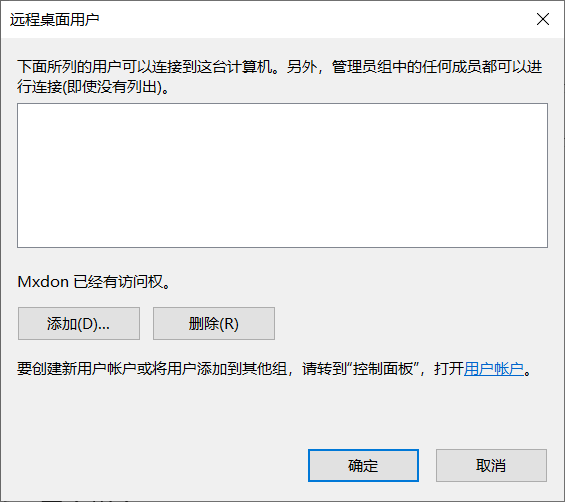 远程桌面用户
下面所列的用户可以连接到这台计算机。另外，管理员组中的任何成员都可以进
行连接(即使没有列出)。
Mxdon 已经有访问权。
添加(D)... 删除(R)
要创建新用户帐户或将用户添加到其他组，请转到“控制面板”，打开用户帐户。
确定 取消